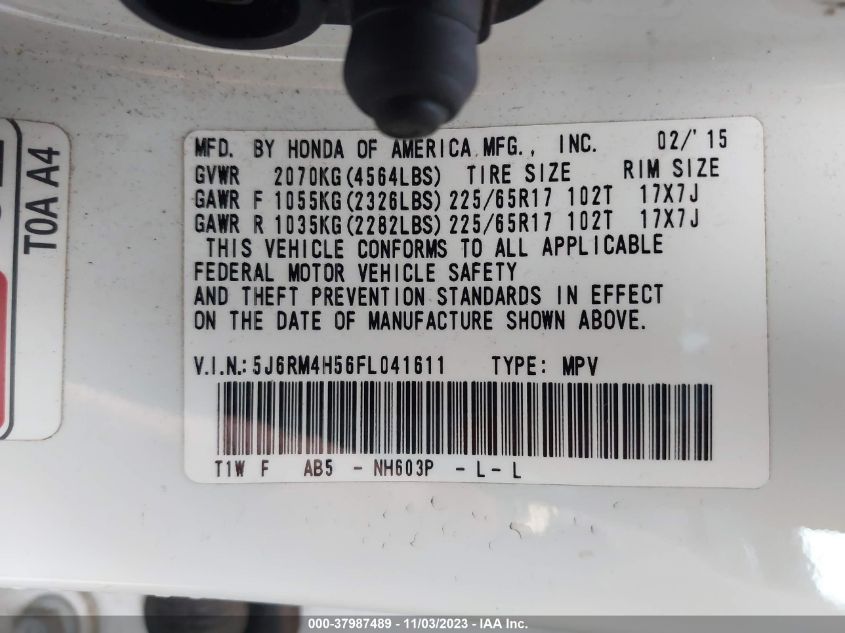 T0A A4
MFD. BY HONDA OF AMERICA MFG., INC. 02/'15
GVWR 2070KG(4564LBS) TIRE SIZE RIM SIZE
GAWR F 1055KG(2326LBS) 225/65R17 102T 17X7J
GAWR R 1035KG(2282LBS) 225/65R17 102T 17X7J
THIS VEHICLE CONFORMS TO ALL APPLICABLE
FEDERAL MOTOR VEHICLE SAFETY
AND THEFT PREVENTION STANDARDS IN EFFECT
ON THE DATE OF MANUFACTURE SHOWN ABOVE.
V.I.N.: 5J6RM4H56FL041611 TYPE: MPV
T1W F AB5 - NH603P - L - L
000-37987489 - 11/03/2023 - IAA Inc.